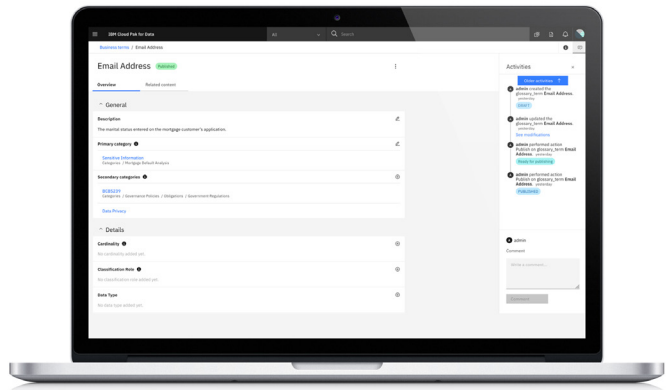 IBM Cloud Pak for Data
All
Search
Business terms / Email Address
Email Address Published
Overview Related content
General
Description
The marital status entered on the mortgage customer's application.
Primary category
Sensitive Information
Categories / Mortgage Default Analysis
Secondary categories
BCBS239
Categories / Governance Policies / Obligations / Government Regulations
Data Privacy
Details
Cardinality
No cardinality added yet.
Classification Role
No classification role added yet.
Data Type
No data type added yet.
Activities
Older activities
admin created the
glossary_term Email Address.
yesterday
DRAFT
admin updated the
glossary_term Email
Address. yesterday
See modifications
admin performed action
Publish on glossary_term Email
Address. yesterday
Ready for publishing
admin performed action
Publish on glossary_term Email
Address. yesterday
PUBLISHED
admin
Comment
Write a comment...
Comment